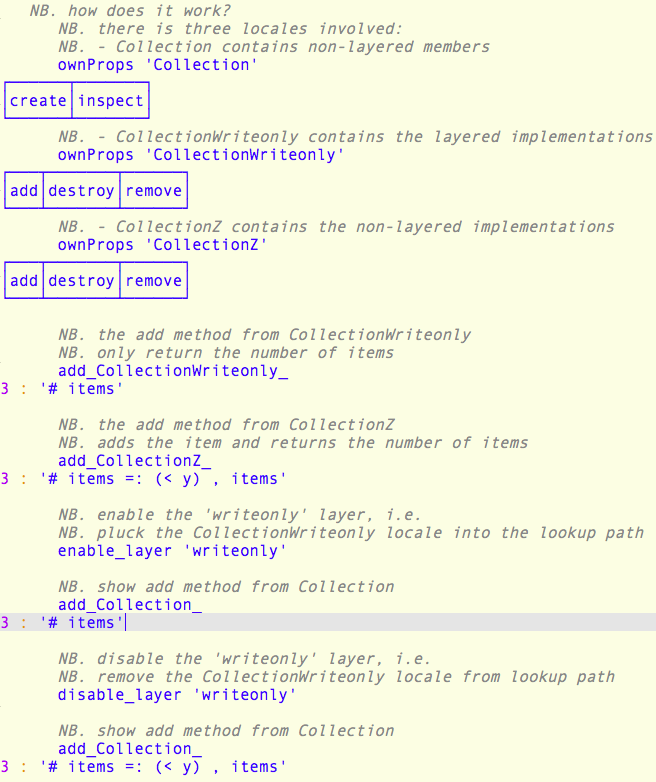 NB. how does it work?
NB. there is three locales involved:
NB. - Collection contains non-layered members
ownProps 'Collection'
create inspect
NB. - CollectionWriteonly contains the layered implementations
ownProps 'CollectionWriteonly'
add destroy remove
NB. - CollectionZ contains the non-layered implementations
ownProps 'CollectionZ'
add destroy remove
NB. the add method from CollectionWriteonly
NB. only return the number of items
add_CollectionWriteonly_
3 : '# items'
NB. the add method from CollectionZ
NB. adds the item and returns the number of items
add_CollectionZ_
3 : '# items =: (< y) , items'
NB. enable the 'writeonly' layer, i.e.
NB. pluck the CollectionWriteonly locale into the lookup path
enable_layer 'writeonly'
NB. show add method from Collection
add_Collection_
3 : '# items'
NB. disable the 'writeonly' layer, i.e.
NB. remove the CollectionWriteonly locale from lookup path
disable_layer 'writeonly'
NB. show add method from Collection
add_Collection_
3 : '# items =: (< y) , items'